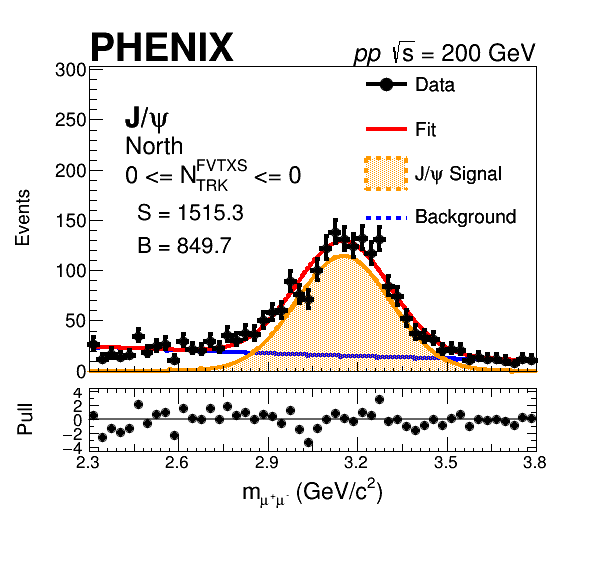 PHENIX pp √s = 200 GeV
Data
Fit
J/ψ Signal
Background
J/ψ
North
0 <= N_TRK^FVTXS <= 0
S = 1515.3
B = 849.7
Events
300
250
200
150
100
50
0
Pull
4
2
0
−2
−4
2.3 2.6 2.9 3.2 3.5 3.8
m_μ⁺μ⁻ (GeV/c²)